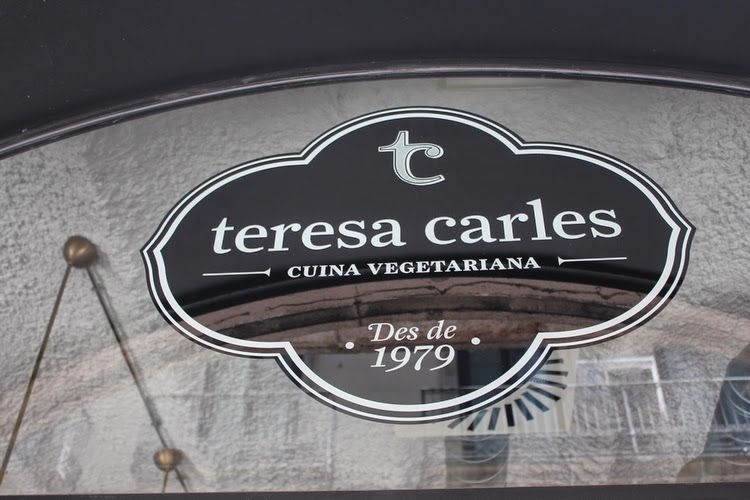 tc
teresa carles
CUINA VEGETARIANA
Des de
1979